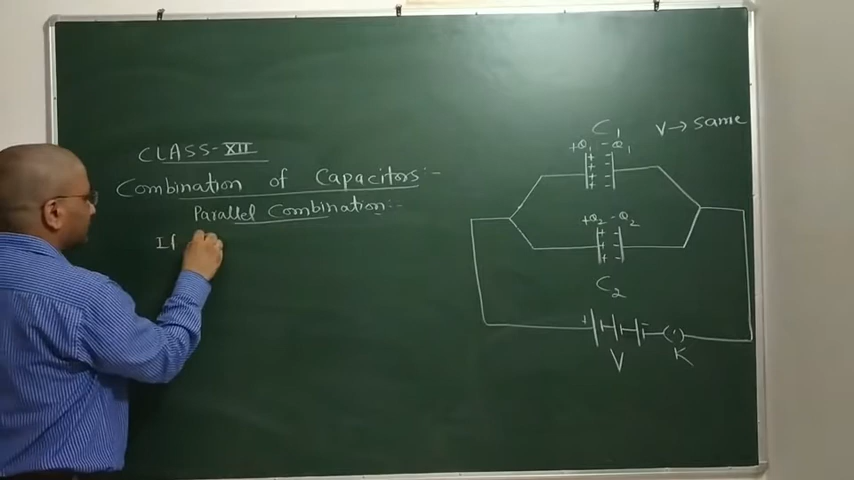 CLASS-XII
Combination of Capacitors:-
Parallel Combination:-
If
V → Same
C1
+Q1 -Q1
+Q2 -Q2
C2
+ -
V K